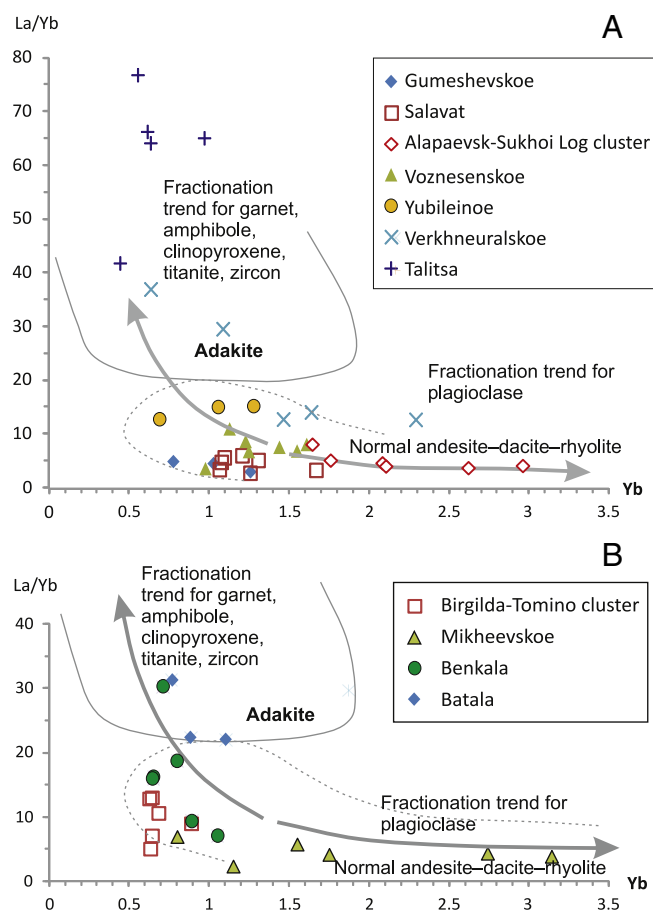 La/Yb
A
80
70
60
50
40
30
20
10
0
0
0.5
1
1.5
2
2.5
3
3.5
Yb
Gumeshevskoe
Salavat
Alapaevsk-Sukhoi Log cluster
Voznesenskoe
Yubileinoe
Verkhneuralskoe
Talitsa
Fractionation
trend for garnet,
amphibole,
clinopyroxene,
titanite, zircon
Adakite
Fractionation trend for
plagioclase
Normal andesite–dacite–rhyolite
La/Yb
B
40
30
20
10
0
0
0.5
1
1.5
2
2.5
3
3.5
Yb
Fractionation
trend for garnet,
amphibole,
clinopyroxene,
titanite, zircon
Birgilda-Tomino cluster
Mikheevskoe
Benkala
Batala
Adakite
Fractionation trend for
plagioclase
Normal andesite–dacite–rhyolite